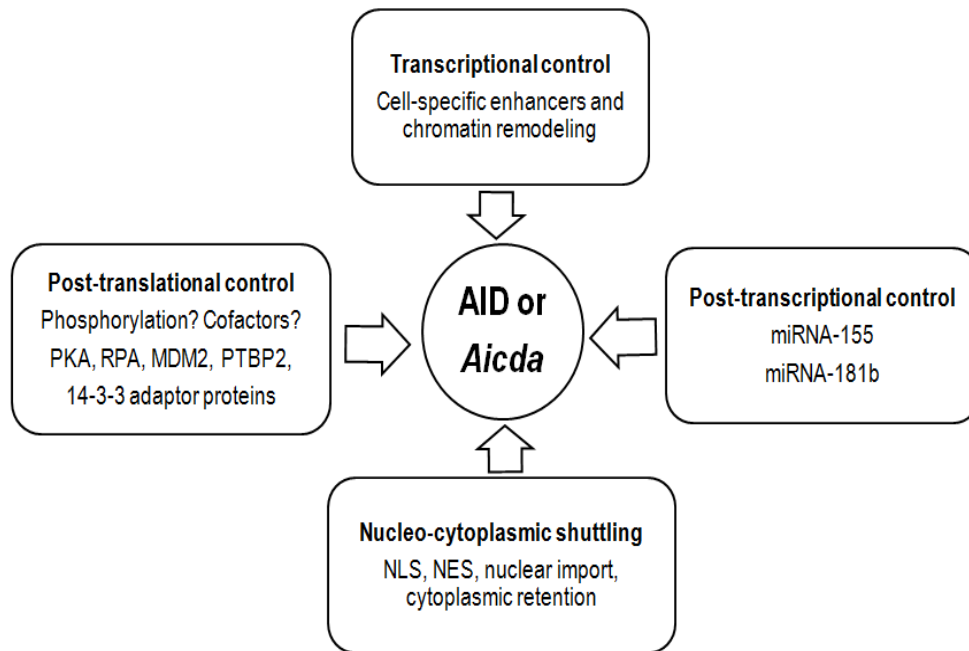 Transcriptional control
Cell-specific enhancers and
chromatin remodeling
Post-translational control
Phosphorylation? Cofactors?
PKA, RPA, MDM2, PTBP2,
14-3-3 adaptor proteins
AID or
Aicda
Post-transcriptional control
miRNA-155
miRNA-181b
Nucleo-cytoplasmic shuttling
NLS, NES, nuclear import,
cytoplasmic retention